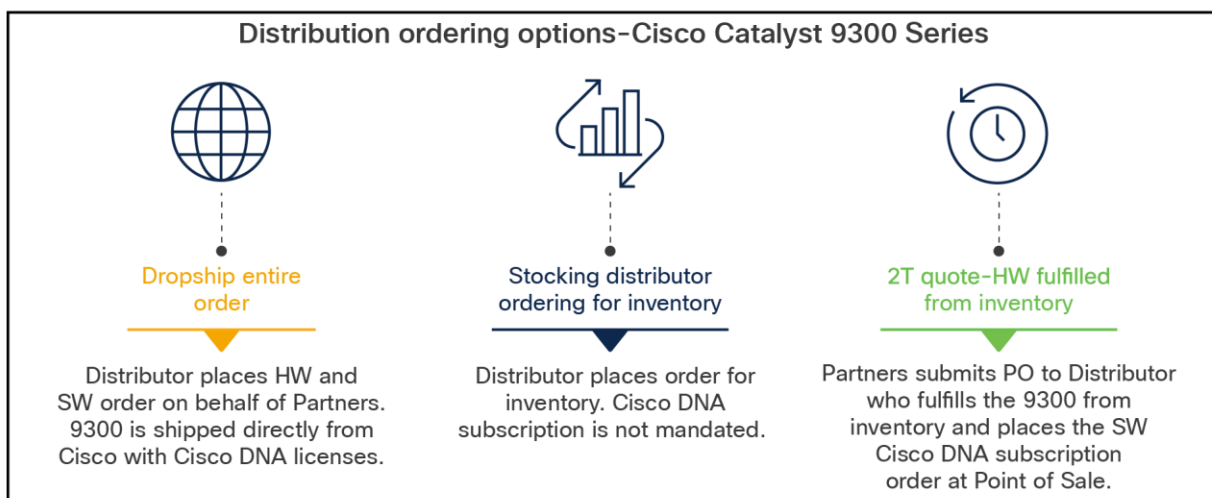 Distribution ordering options-Cisco Catalyst 9300 Series
Dropship entire
order
Distributor places HW and
SW order on behalf of Partners.
9300 is shipped directly from
Cisco with Cisco DNA licenses.
Stocking distributor
ordering for inventory
Distributor places order for
inventory. Cisco DNA
subscription is not mandated.
2T quote-HW fulfilled
from inventory
Partners submits PO to Distributor
who fulfills the 9300 from
inventory and places the SW
Cisco DNA subscription
order at Point of Sale.